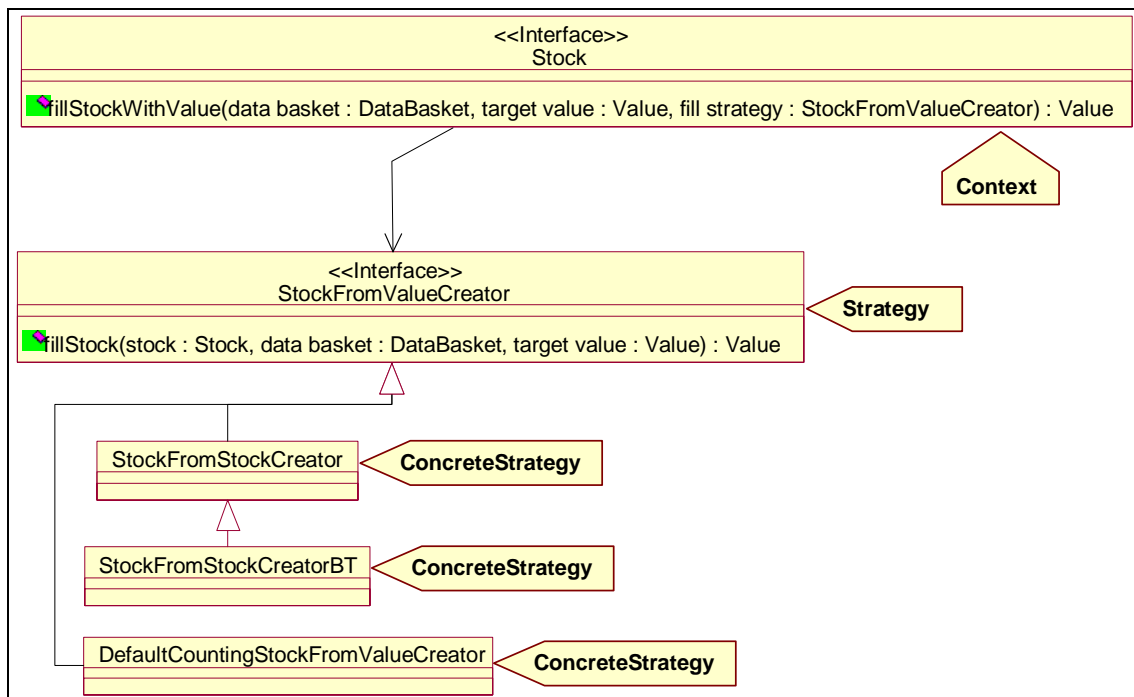 <<Interface>>
Stock
fillStockWithValue(data basket : DataBasket, target value : Value, fill strategy : StockFromValueCreator) : Value
Context
<<Interface>>
StockFromValueCreator
Strategy
fillStock(stock : Stock, data basket : DataBasket, target value : Value) : Value
StockFromStockCreator
ConcreteStrategy
StockFromStockCreatorBT
ConcreteStrategy
DefaultCountingStockFromValueCreator
ConcreteStrategy